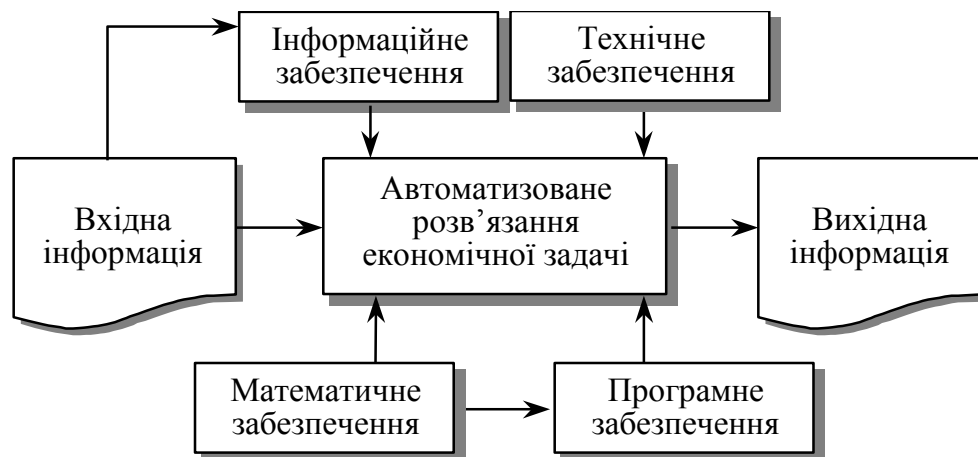 Інформаційне
забезпечення
Технічне
забезпечення
Вхідна
інформація
Автоматизоване
розв’язання
економічної задачі
Вихідна
інформація
Математичне
забезпечення
Програмне
забезпечення